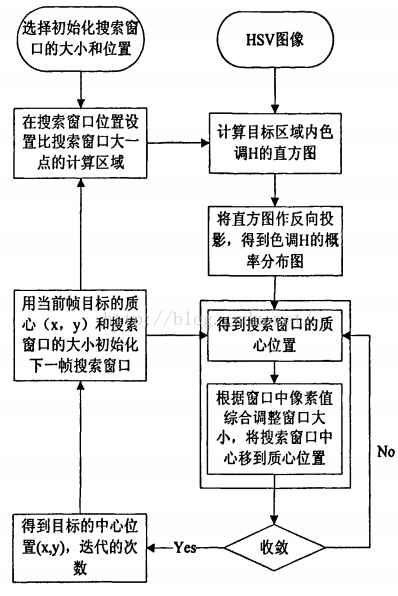 选择初始化搜索窗
口的大小和位置
HSV图像
在搜索窗口位置设
置比搜索窗口大一
点的计算区域
计算目标区域内色
调H的直方图
将直方图作反向投
影，得到色调H的概
率分布图
用当前帧目标的质
心（x，y）和搜索
窗口的大小初始化
下一帧搜索窗口
得到搜索窗口的质
心位置
根据窗口中像素值
综合调整窗口大
小，将搜索窗口中
心移到质心位置
No
得到目标的中心位
置(x,y)，迭代的次
数
Yes
收敛